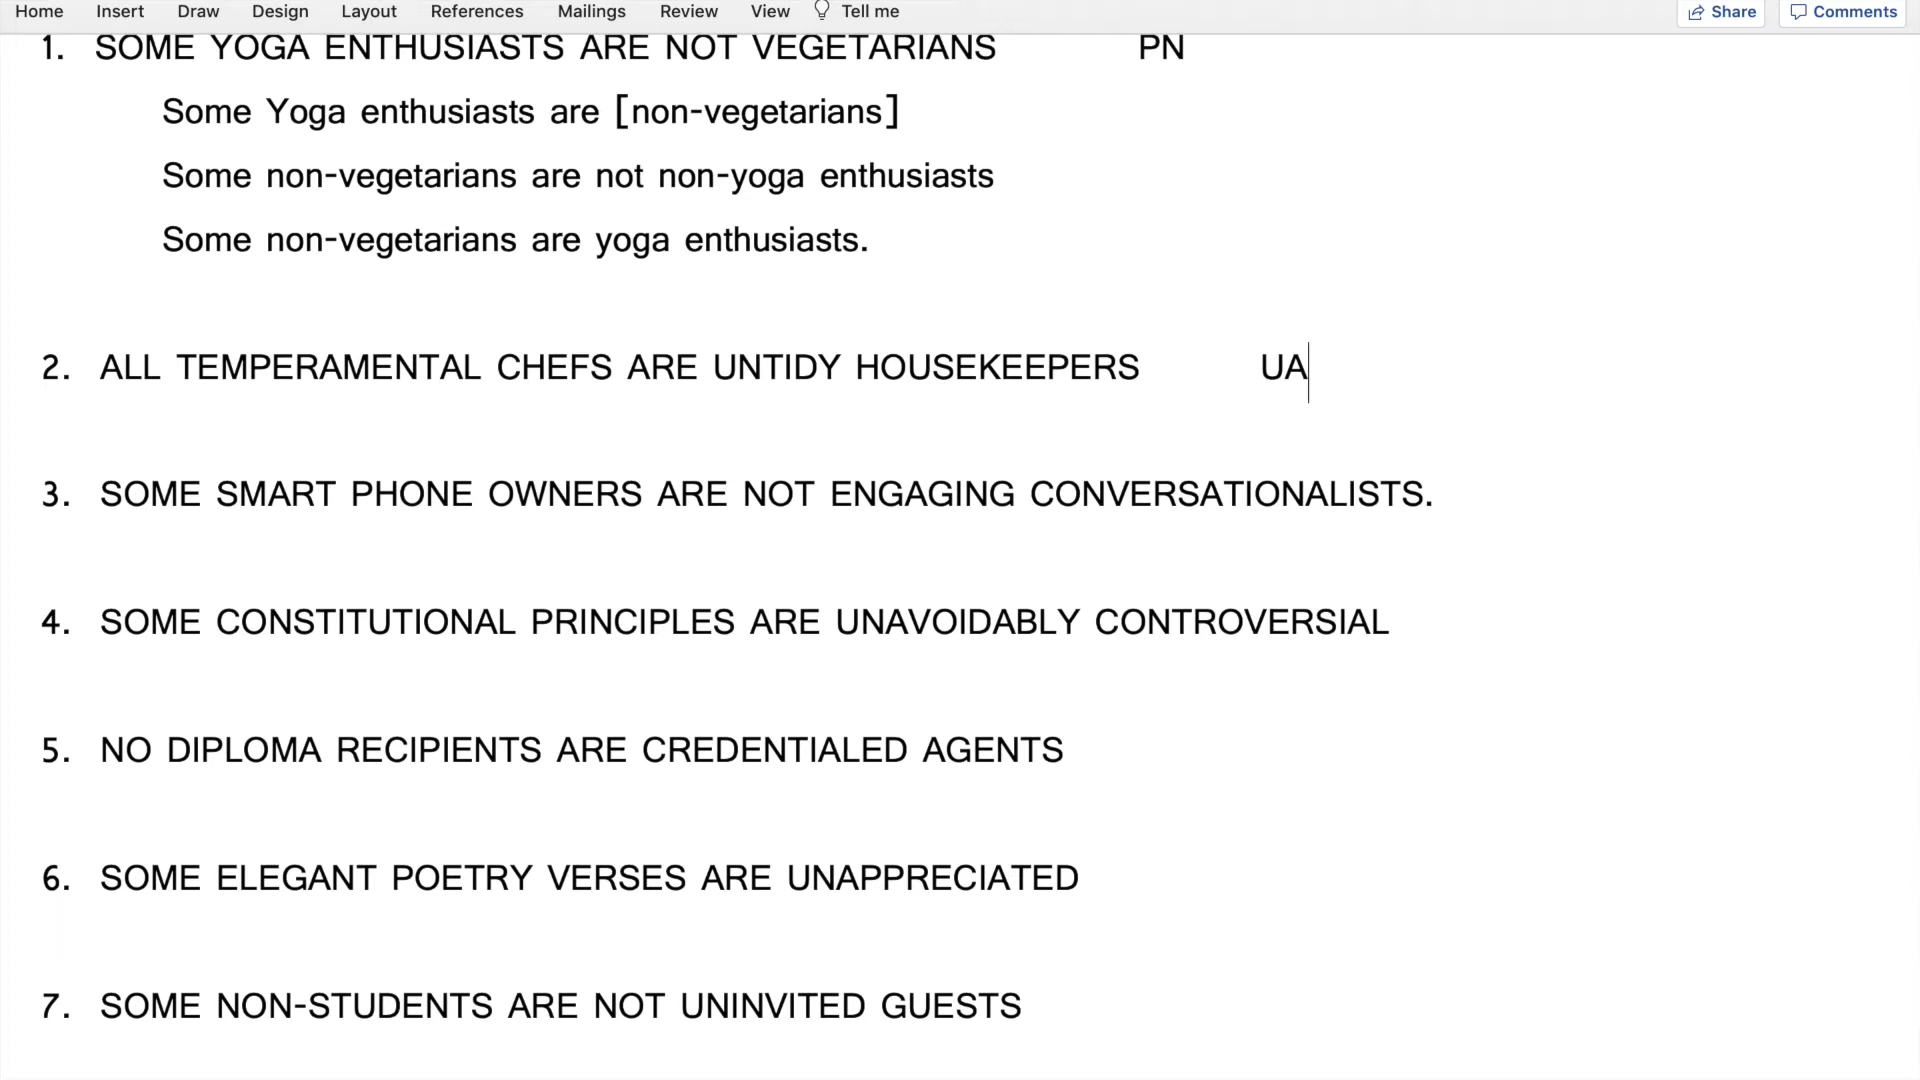 Home Insert Draw Design Layout References Mailings Review View Tell me Share Comments
1. SOME YOGA ENTHUSIASTS ARE NOT VEGETARIANS PN
Some Yoga enthusiasts are [non-vegetarians]
Some non-vegetarians are not non-yoga enthusiasts
Some non-vegetarians are yoga enthusiasts.
2. ALL TEMPERAMENTAL CHEFS ARE UNTIDY HOUSEKEEPERS UA
3. SOME SMART PHONE OWNERS ARE NOT ENGAGING CONVERSATIONALISTS.
4. SOME CONSTITUTIONAL PRINCIPLES ARE UNAVOIDABLY CONTROVERSIAL
5. NO DIPLOMA RECIPIENTS ARE CREDENTIALED AGENTS
6. SOME ELEGANT POETRY VERSES ARE UNAPPRECIATED
7. SOME NON-STUDENTS ARE NOT UNINVITED GUESTS